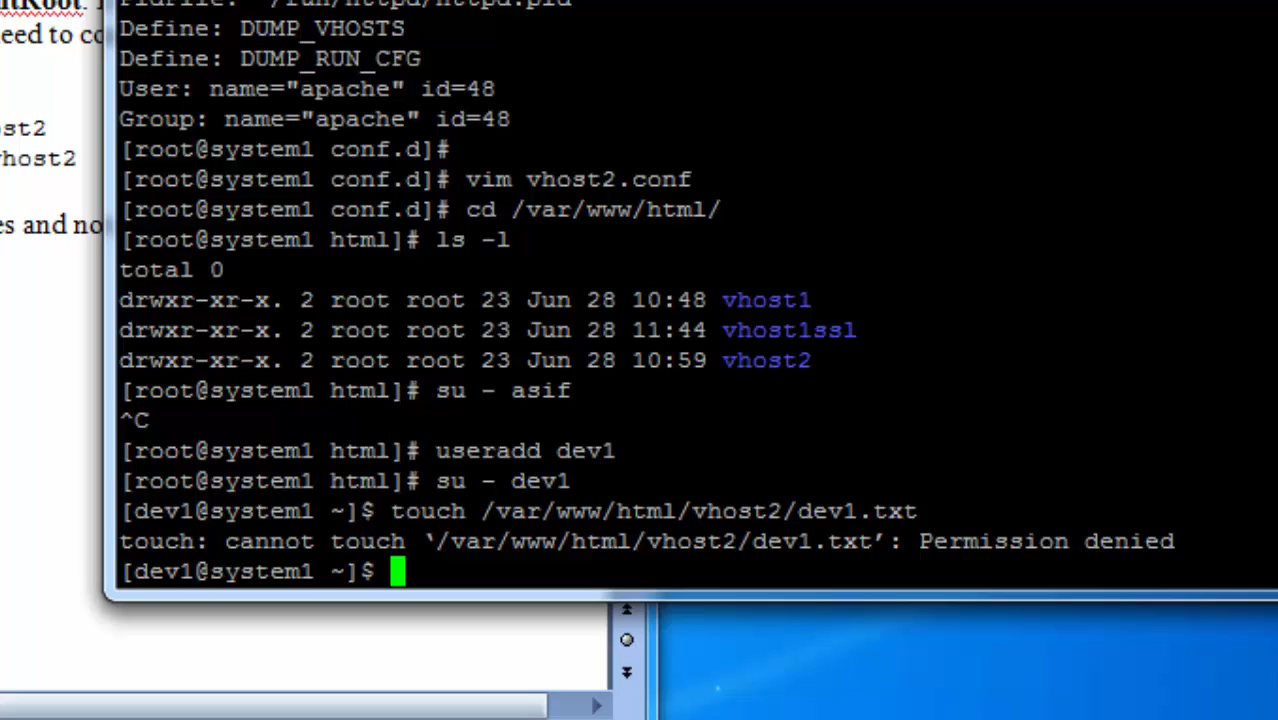 tRoot.
PidFile: "/run/httpd/httpd.pid"
eed to co
Define: DUMP_VHOSTS
Define: DUMP_RUN_CFG
User: name="apache" id=48
Group: name="apache" id=48
st2
[root@system1 conf.d]#
host2
[root@system1 conf.d]# vim vhost2.conf
[root@system1 conf.d]# cd /var/www/html/
es and no
[root@system1 html]# ls -l
total 0
drwxr-xr-x. 2 root root 23 Jun 28 10:48 vhost1
drwxr-xr-x. 2 root root 23 Jun 28 11:44 vhost1ssl
drwxr-xr-x. 2 root root 23 Jun 28 10:59 vhost2
[root@system1 html]# su - asif
^C
[root@system1 html]# useradd dev1
[root@system1 html]# su - dev1
[dev1@system1 ~]$ touch /var/www/html/vhost2/dev1.txt
touch: cannot touch ‘/var/www/html/vhost2/dev1.txt’: Permission denied
[dev1@system1 ~]$